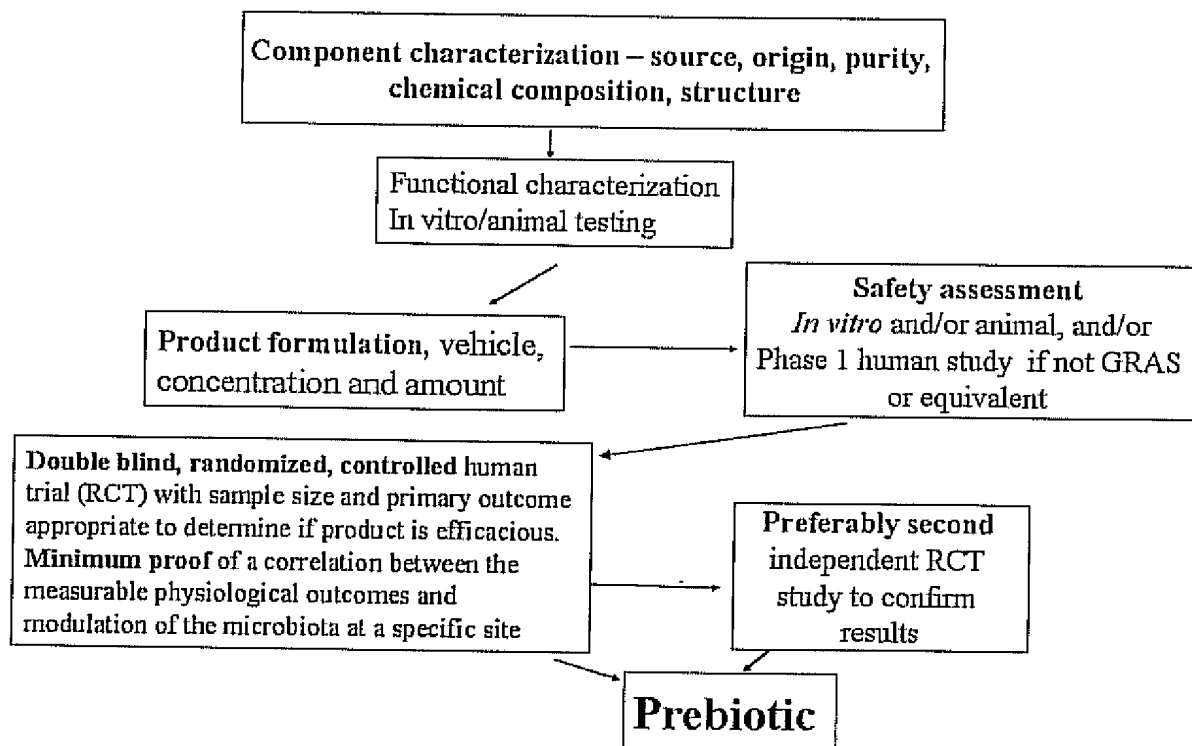 Component characterization – source, origin, purity,
chemical composition, structure
Functional characterization
In vitro/animal testing
Product formulation, vehicle,
concentration and amount
Safety assessment
In vitro and/or animal, and/or
Phase 1 human study if not GRAS
or equivalent
Double blind, randomized, controlled human
trial (RCT) with sample size and primary outcome
appropriate to determine if product is efficacious.
Minimum proof of a correlation between the
measurable physiological outcomes and
modulation of the microbiota at a specific site
Preferably second
independent RCT
study to confirm
results
Prebiotic